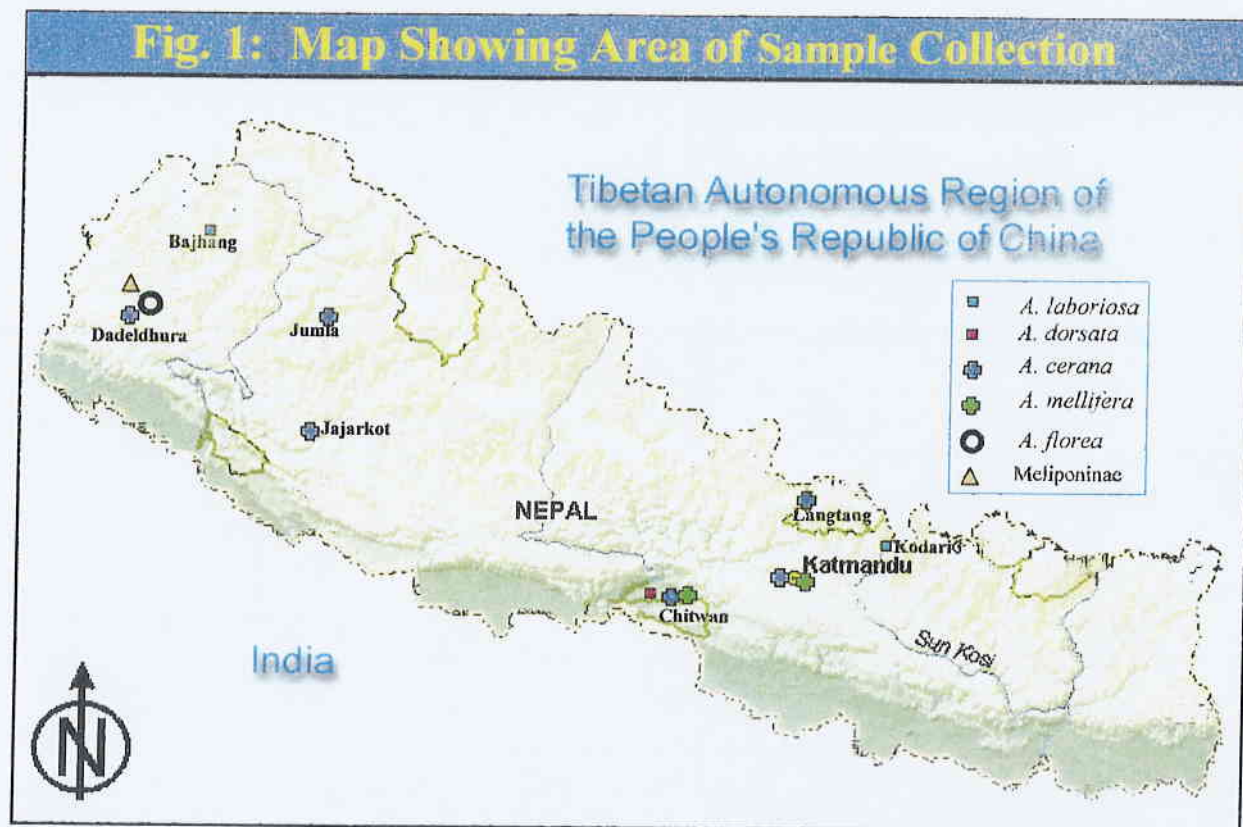 Fig. 1: Map Showing Area of Sample Collection
Tibetan Autonomous Region of
the People's Republic of China
Bajhang
A. laboriosa
A. dorsata
A. cerana
A. mellifera
A. florea
Meliponinae
Dadeldhura
Jumla
Jajarkot
NEPAL
Langtang
Kodari
Katmandu
Chitwan
Sun Kosi
India
N